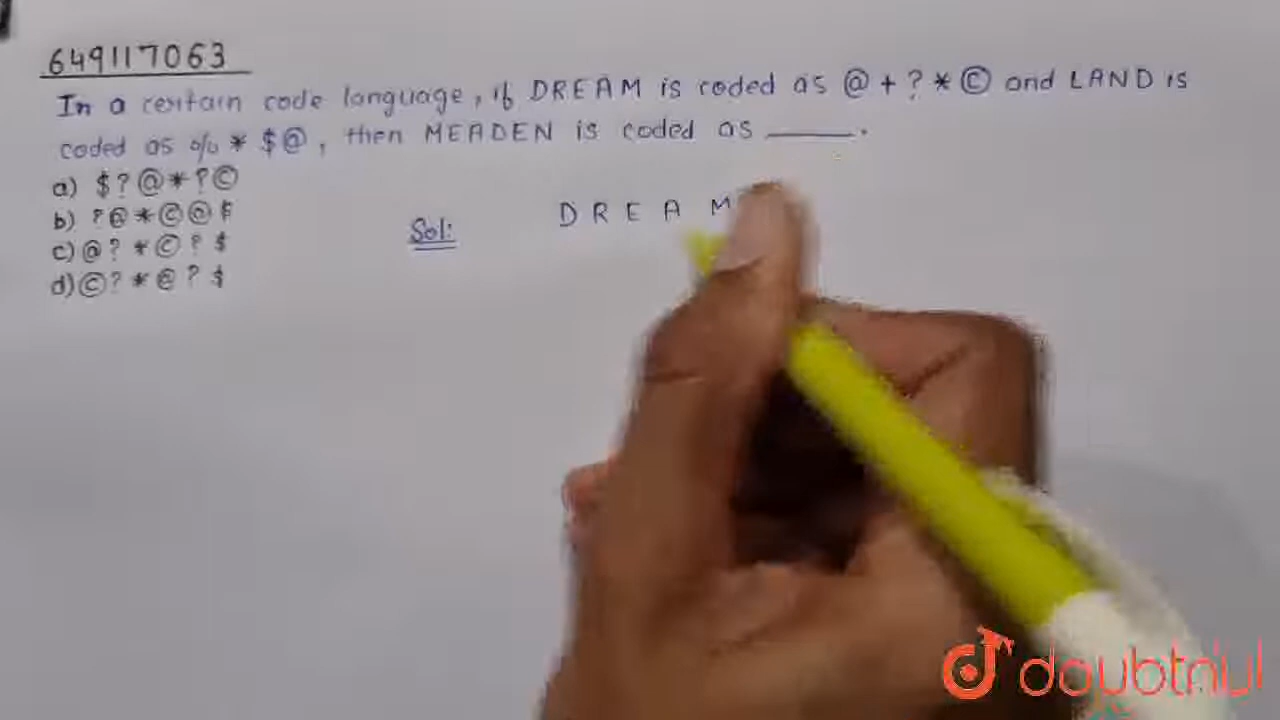 649117063
In a certain code language, if DREAM is coded as @ + ? * © and LAND is
coded as % * $ @, then MEADEN is coded as ____.
a) $ ? @ * ? ©
b) ? @ * © @ $
c) @ ? * © ? $
d) © ? * @ ? $
Sol: D R E A M
doubtnut